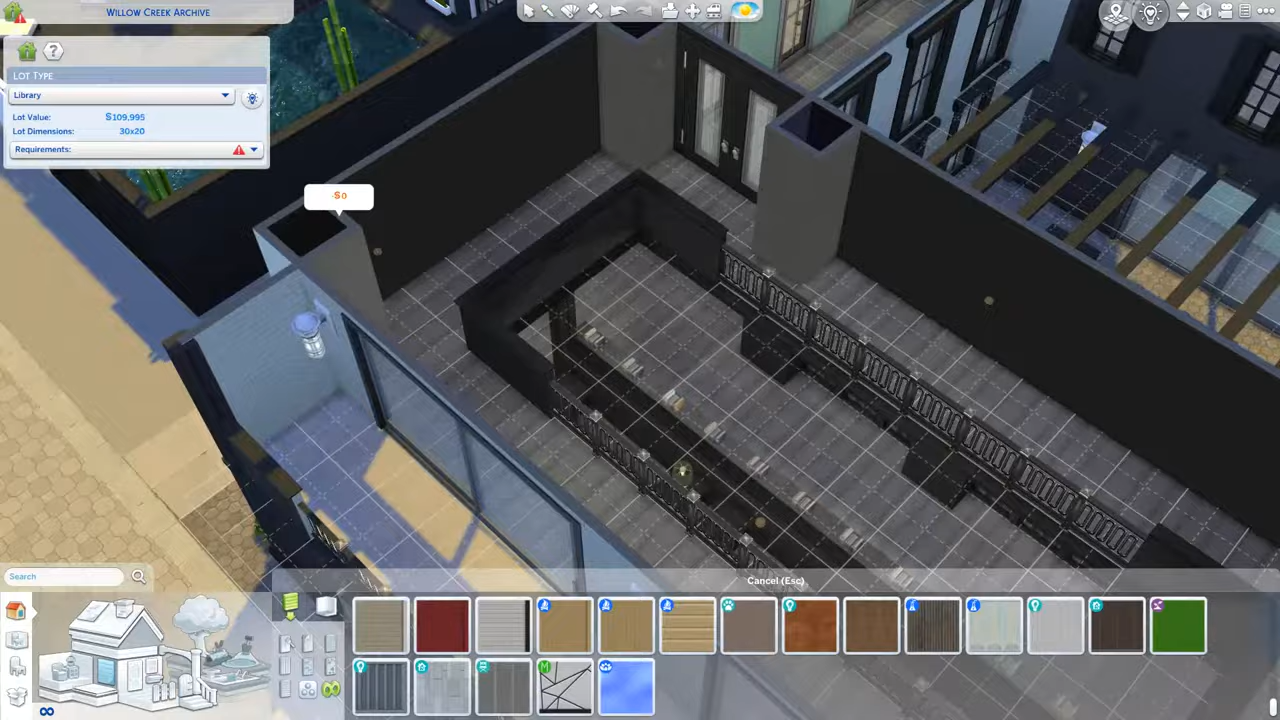 WILLOW CREEK ARCHIVE
?
LOT TYPE
Library
Lot Value: §109,995
Lot Dimensions: 30x20
Requirements:
-§0
Cancel (Esc)
Search